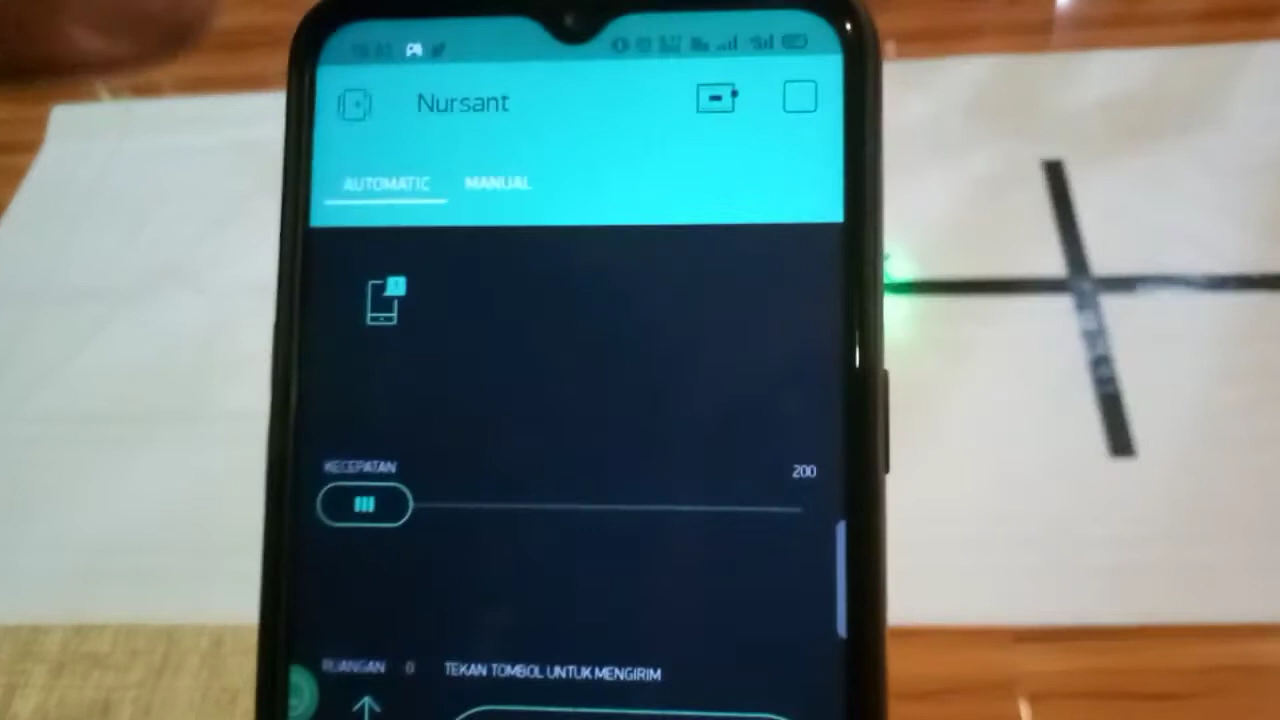 Nursant
AUTOMATIC MANUAL
KECEPATAN 200
RUANGAN 0 TEKAN TOMBOL UNTUK MENGIRIM